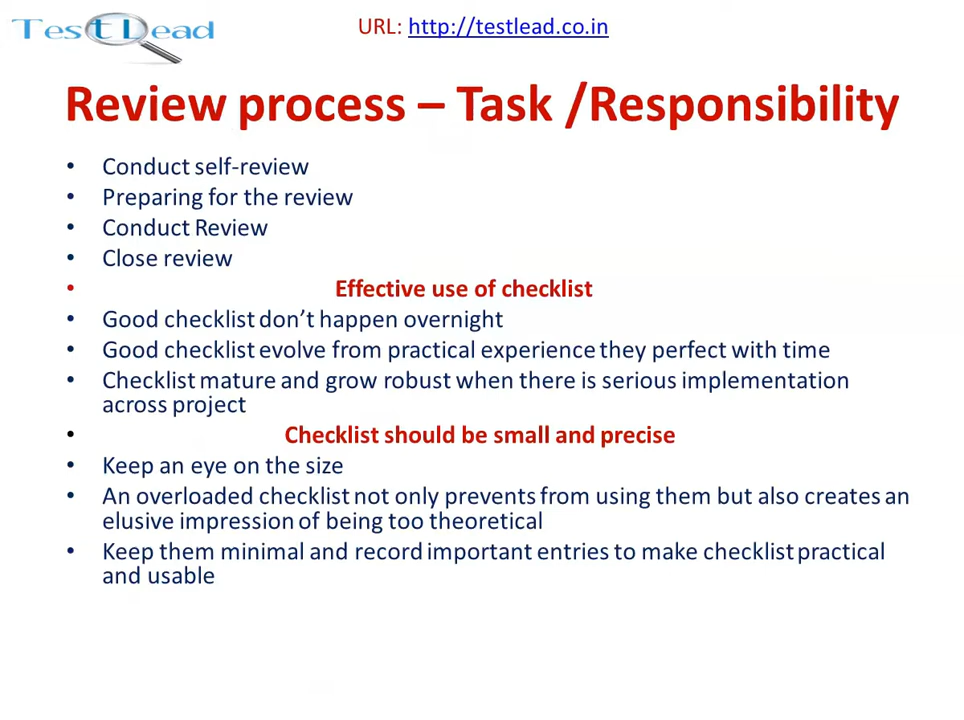 TestLead
URL: http://testlead.co.in
Review process – Task /Responsibility
• Conduct self-review
• Preparing for the review
• Conduct Review
• Close review
• Effective use of checklist
• Good checklist don’t happen overnight
• Good checklist evolve from practical experience they perfect with time
• Checklist mature and grow robust when there is serious implementation
across project
• Checklist should be small and precise
• Keep an eye on the size
• An overloaded checklist not only prevents from using them but also creates an
elusive impression of being too theoretical
• Keep them minimal and record important entries to make checklist practical
and usable